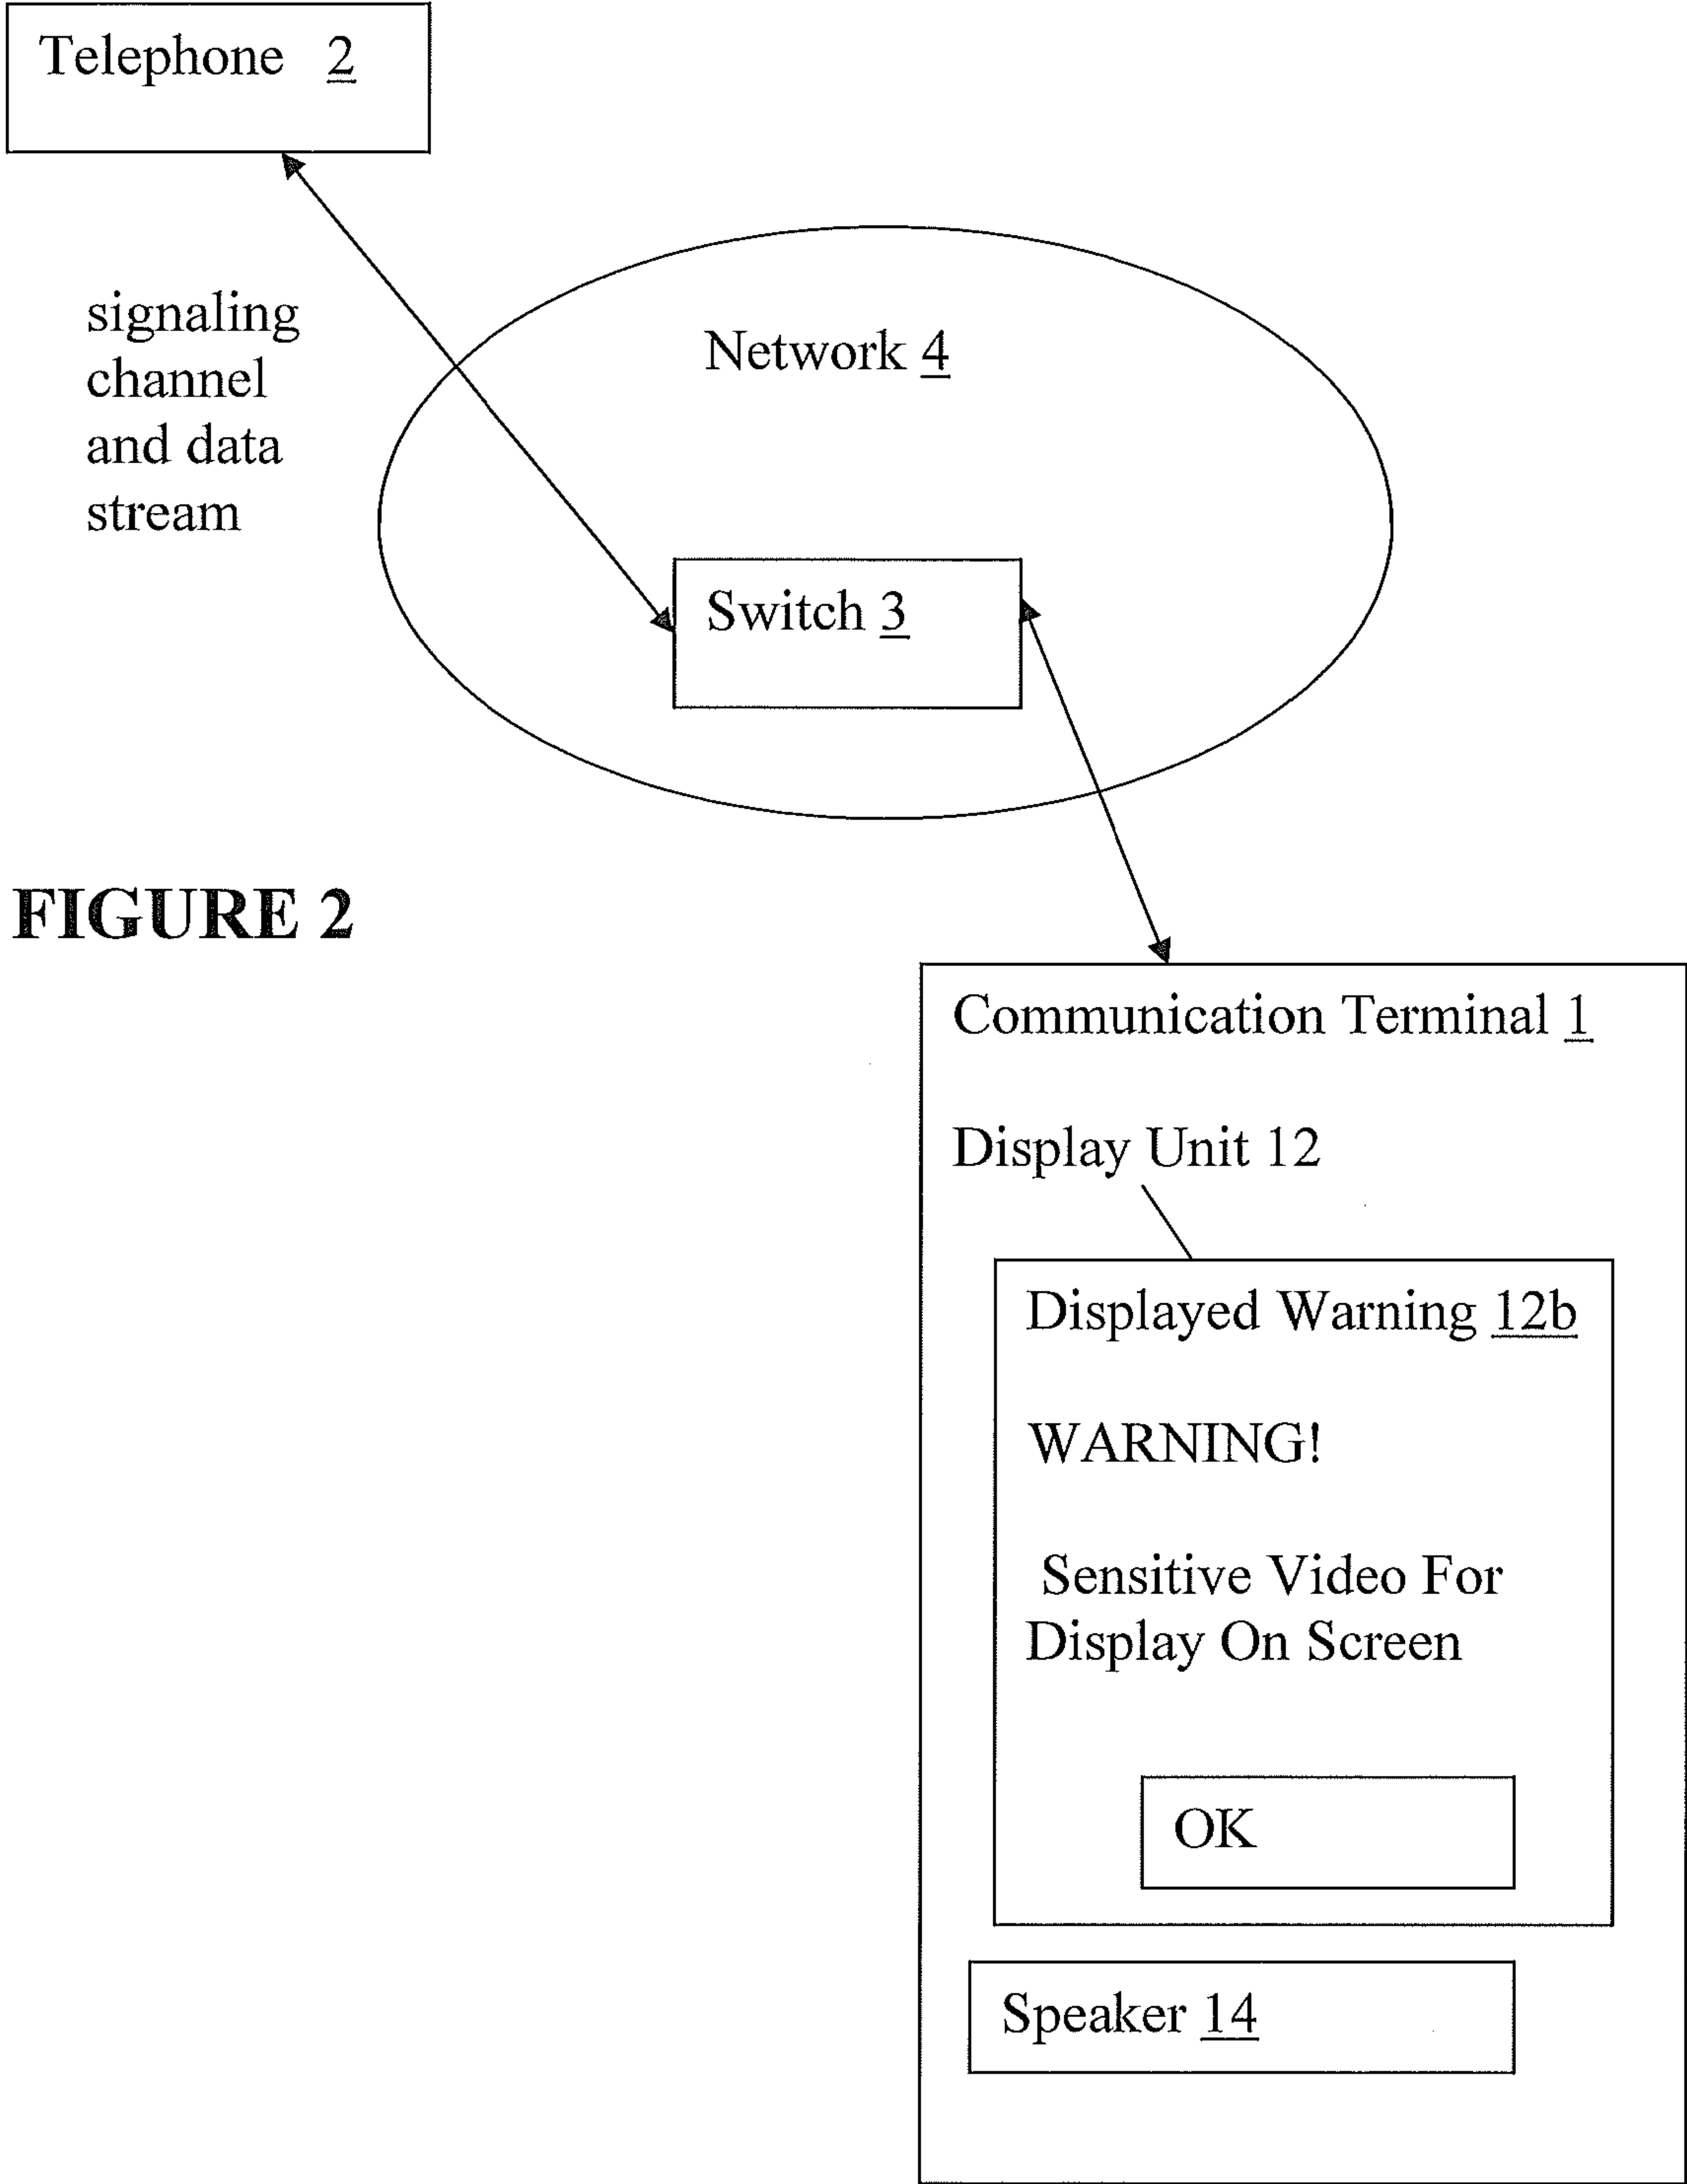 Telephone 2
signaling
channel
and data
stream
Network 4
Switch 3
FIGURE 2
Communication Terminal 1
Display Unit 12
Displayed Warning 12b
WARNING!
Sensitive Video For
Display On Screen
OK
Speaker 14